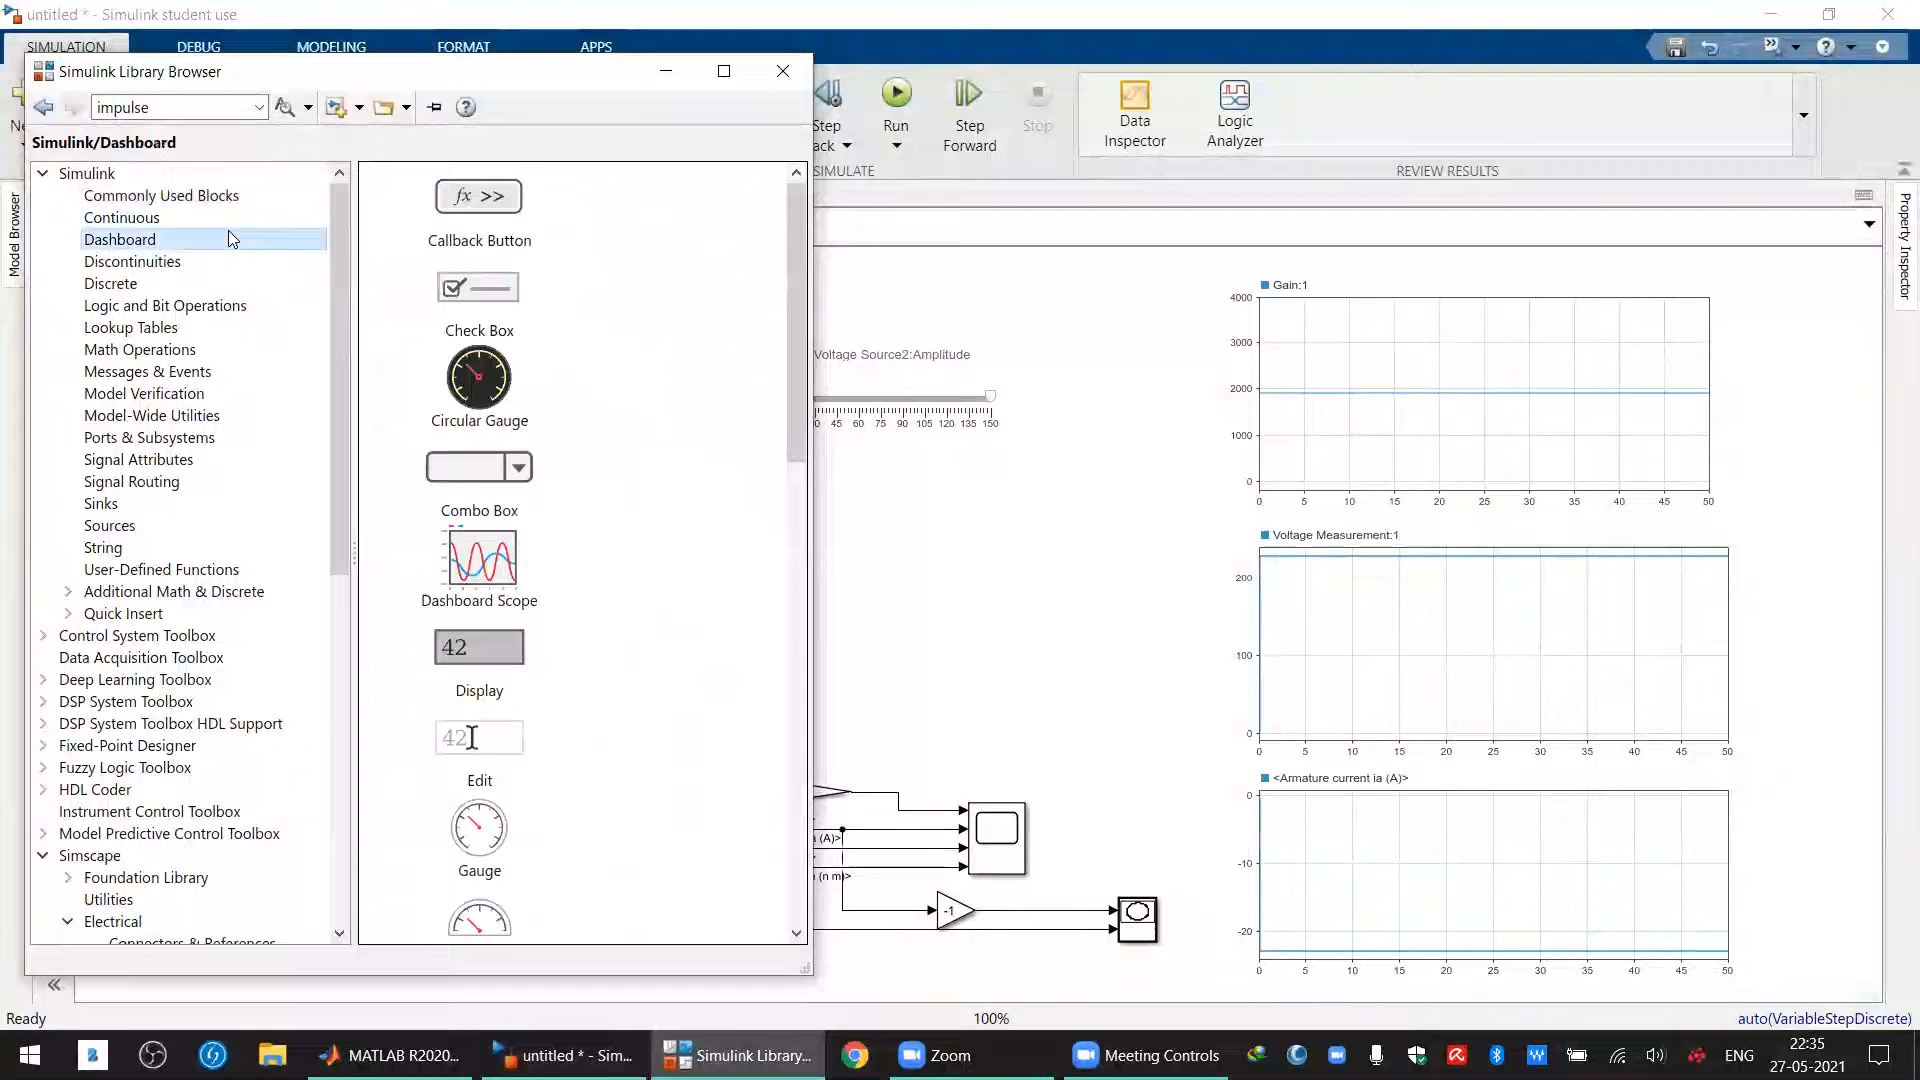 untitled * - Simulink student use
SIMULATION DEBUG MODELING FORMAT APPS
Simulink Library Browser
impulse
Simulink/Dashboard
Simulink
Commonly Used Blocks
Continuous
Dashboard
Discontinuities
Discrete
Logic and Bit Operations
Lookup Tables
Math Operations
Messages & Events
Model Verification
Model-Wide Utilities
Ports & Subsystems
Signal Attributes
Signal Routing
Sinks
Sources
String
User-Defined Functions
Additional Math & Discrete
Quick Insert
Control System Toolbox
Data Acquisition Toolbox
Deep Learning Toolbox
DSP System Toolbox
DSP System Toolbox HDL Support
Fixed-Point Designer
Fuzzy Logic Toolbox
HDL Coder
Instrument Control Toolbox
Model Predictive Control Toolbox
Simscape
Foundation Library
Utilities
Electrical
Connectors & References
fx >>
Callback Button
Check Box
Circular Gauge
Combo Box
Dashboard Scope
42
Display
42
Edit
Gauge
Ne
Step
ack
Run
Step
Forward
Stop
SIMULATE
Data
Inspector
Logic
Analyzer
REVIEW RESULTS
Model Browser
Property Inspector
Voltage Source2:Amplitude
0 45 60 75 90 105 120 135 150
Gain:1
4000
3000
2000
1000
0
0 5 10 15 20 25 30 35 40 45 50
Voltage Measurement:1
200
100
0
0 5 10 15 20 25 30 35 40 45 50
<Armature current ia (A)>
0
-10
-20
0 5 10 15 20 25 30 35 40 45 50
a (A)>
(n m)>
-1
Ready
100%
auto(VariableStepDiscrete)
MATLAB R2020...
untitled * - Sim...
Simulink Library...
Zoom
Meeting Controls
ENG
22:35
27-05-2021